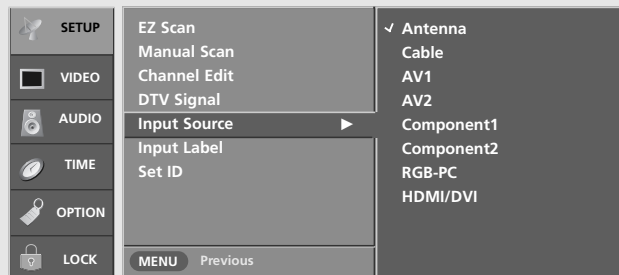 SETUP
VIDEO
AUDIO
TIME
OPTION
LOCK
EZ Scan
Manual Scan
Channel Edit
DTV Signal
Input Source
Input Label
Set ID
MENU Previous
Antenna
Cable
AV1
AV2
Component1
Component2
RGB-PC
HDMI/DVI